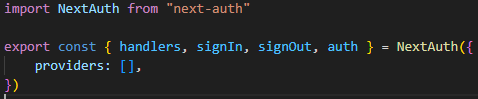 import NextAuth from "next-auth"

export const { handlers, signIn, signOut, auth } = NextAuth({
    providers: [],
})